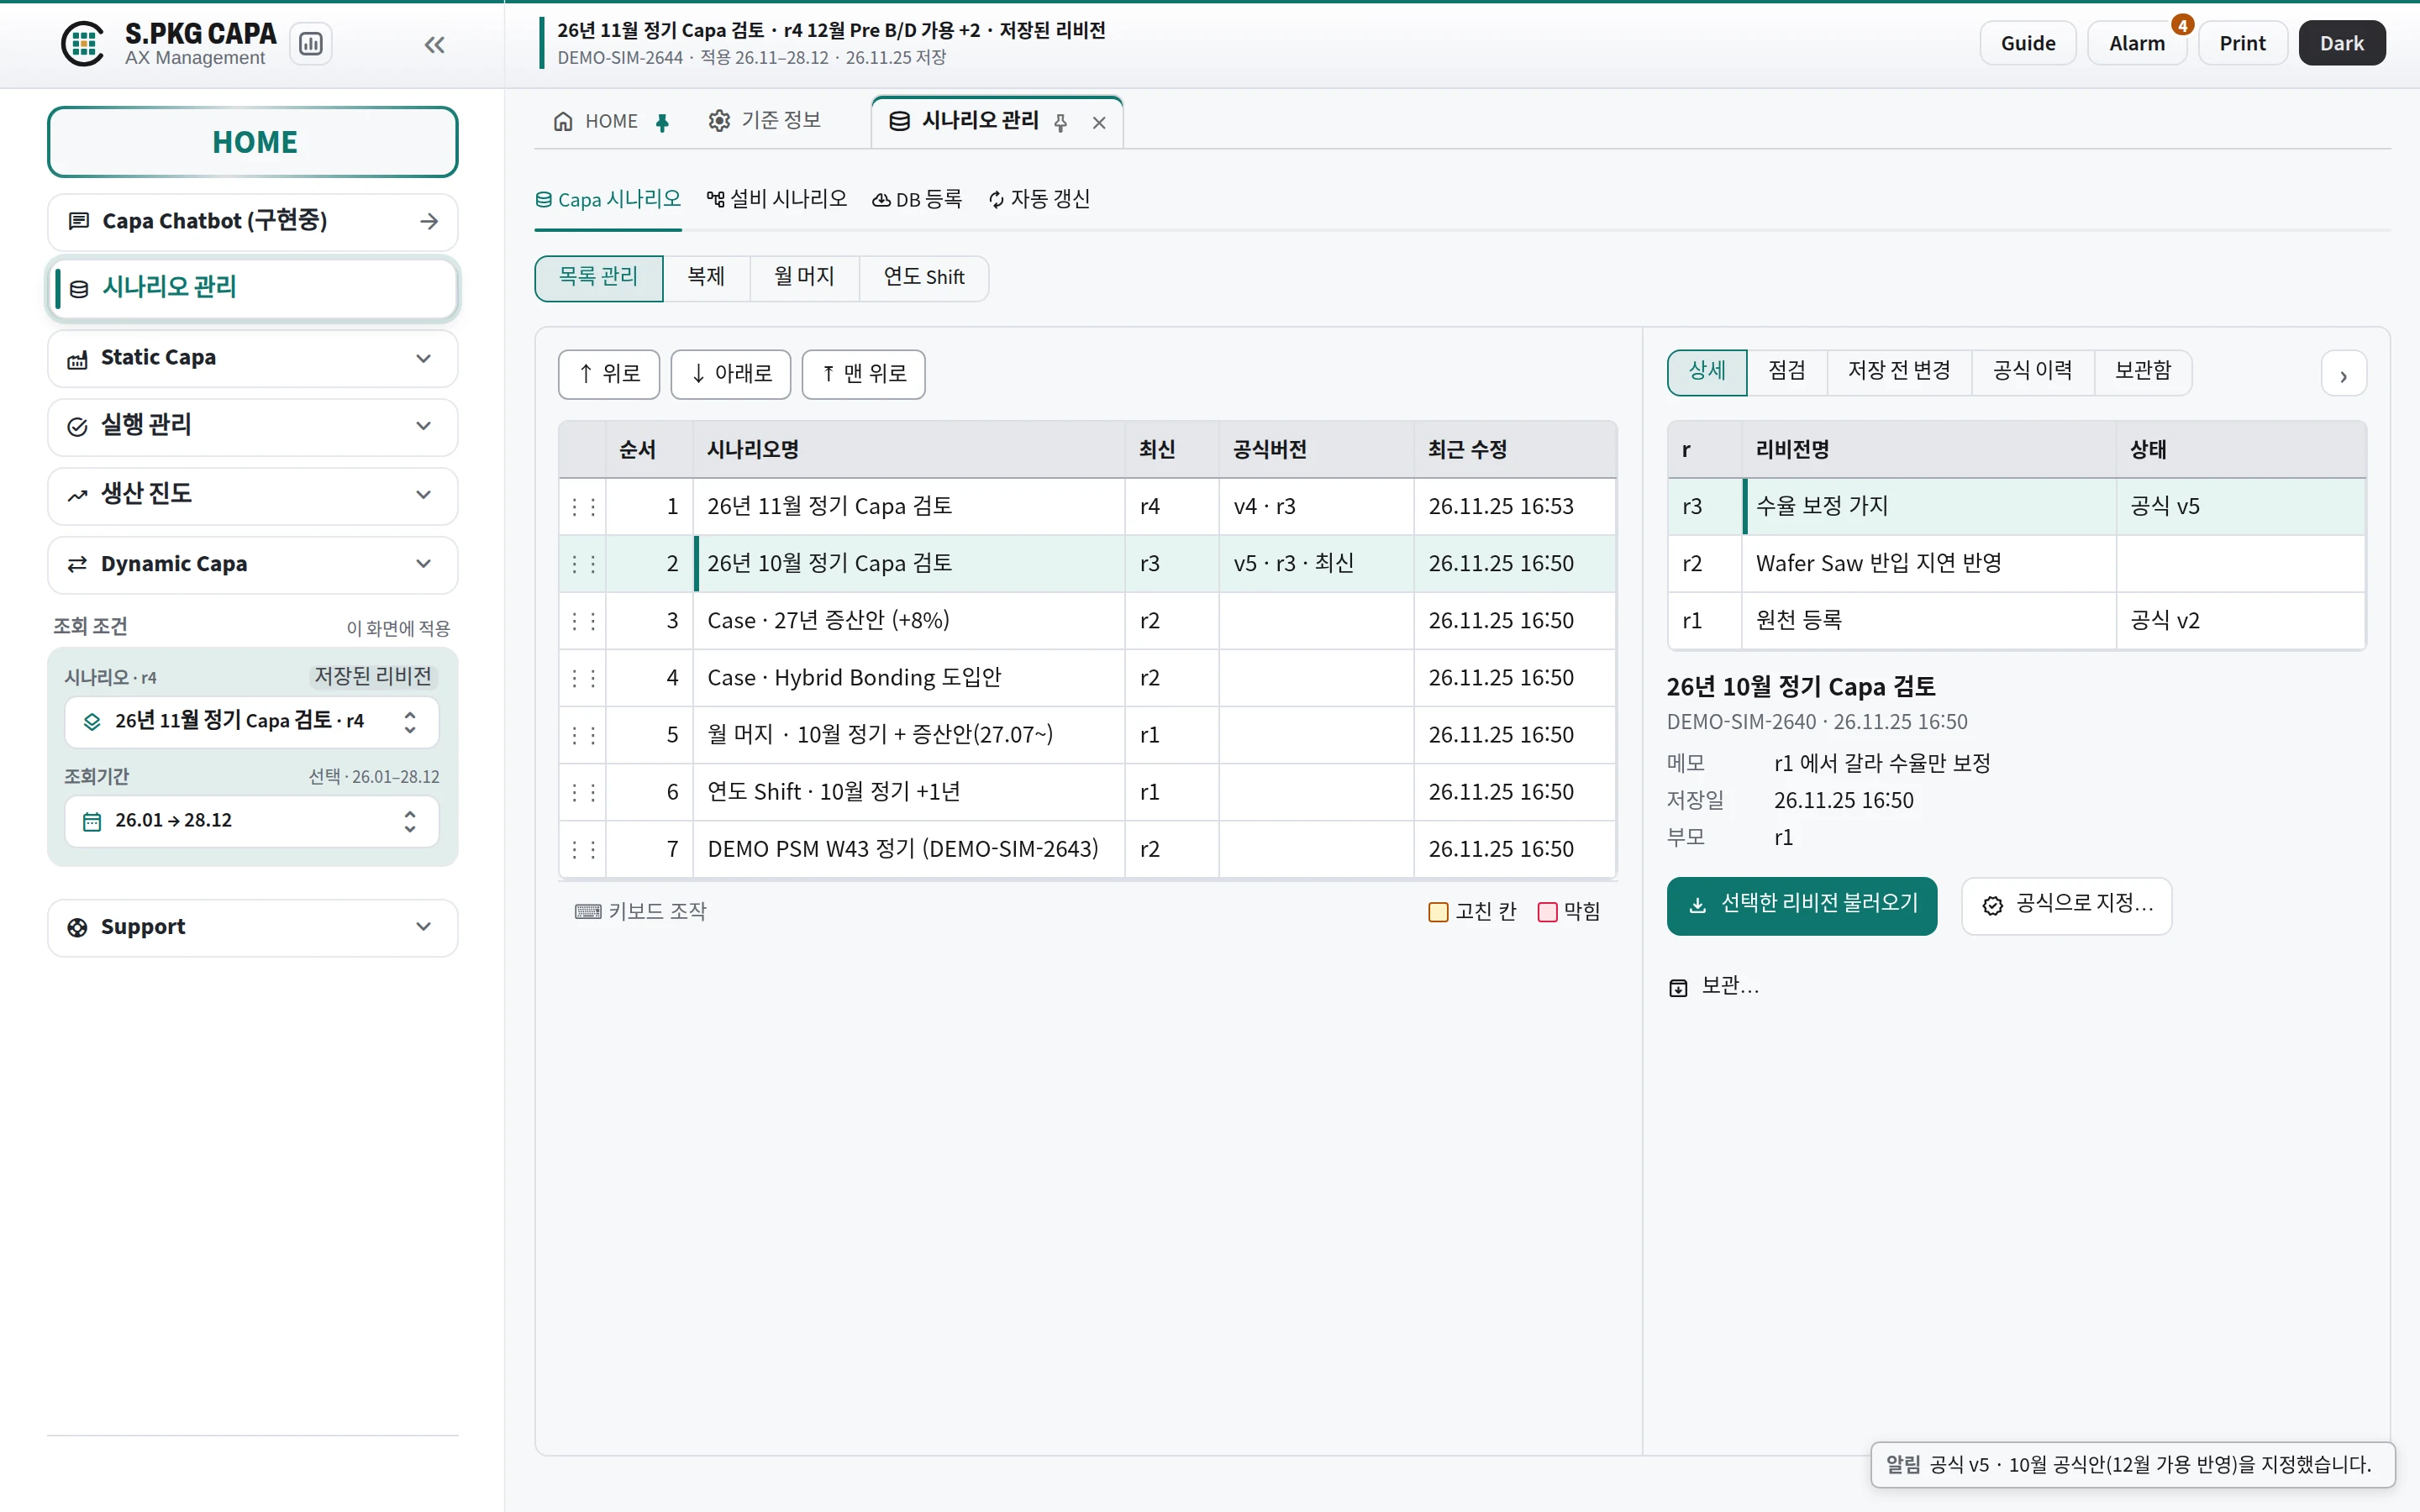 S.PKG CAPA
AX Management
26년 11월 정기 Capa 검토 · r4 12월 Pre B/D 가용 +2 · 저장된 리비전
DEMO-SIM-2644 · 적용 26.11–28.12 · 26.11.25 저장
Guide
Alarm
4
Print
Dark
HOME
Capa Chatbot (구현중)
시나리오 관리
Static Capa
실행 관리
생산 진도
Dynamic Capa
조회 조건
이 화면에 적용
시나리오 · r4
저장된 리비전
26년 11월 정기 Capa 검토 · r4
조회기간
선택 · 26.01–28.12
26.01 → 28.12
Support
HOME
기준 정보
시나리오 관리
Capa 시나리오
설비 시나리오
DB 등록
자동 갱신
목록 관리
복제
월 머지
연도 Shift
↑ 위로
↓ 아래로
⤒ 맨 위로
순서 시나리오명 최신 공식버전 최근 수정
1 26년 11월 정기 Capa 검토 r4 v4 · r3 26.11.25 16:53
2 26년 10월 정기 Capa 검토 r3 v5 · r3 · 최신 26.11.25 16:50
3 Case · 27년 증산안 (+8%) r2 26.11.25 16:50
4 Case · Hybrid Bonding 도입안 r2 26.11.25 16:50
5 월 머지 · 10월 정기 + 증산안(27.07~) r1 26.11.25 16:50
6 연도 Shift · 10월 정기 +1년 r1 26.11.25 16:50
7 DEMO PSM W43 정기 (DEMO-SIM-2643) r2 26.11.25 16:50
⌨ 키보드 조작
고친 칸
막힘
상세
점검
저장 전 변경
공식 이력
보관함
›
r 리비전명 상태
r3 수율 보정 가지 공식 v5
r2 Wafer Saw 반입 지연 반영
r1 원천 등록 공식 v2
26년 10월 정기 Capa 검토
DEMO-SIM-2640 · 26.11.25 16:50
메모 r1 에서 갈라 수율만 보정
저장일 26.11.25 16:50
부모 r1
선택한 리비전 불러오기
공식으로 지정…
보관…
알림 공식 v5 · 10월 공식안(12월 가용 반영)을 지정했습니다.